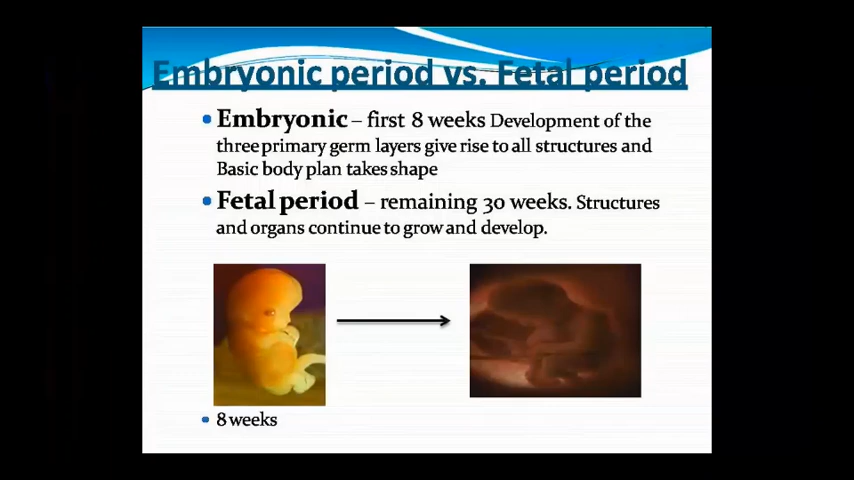 Embryonic period vs. Fetal period
• Embryonic – first 8 weeks Development of the
three primary germ layers give rise to all structures and
Basic body plan takes shape
• Fetal period – remaining 30 weeks. Structures
and organs continue to grow and develop.
• 8 weeks